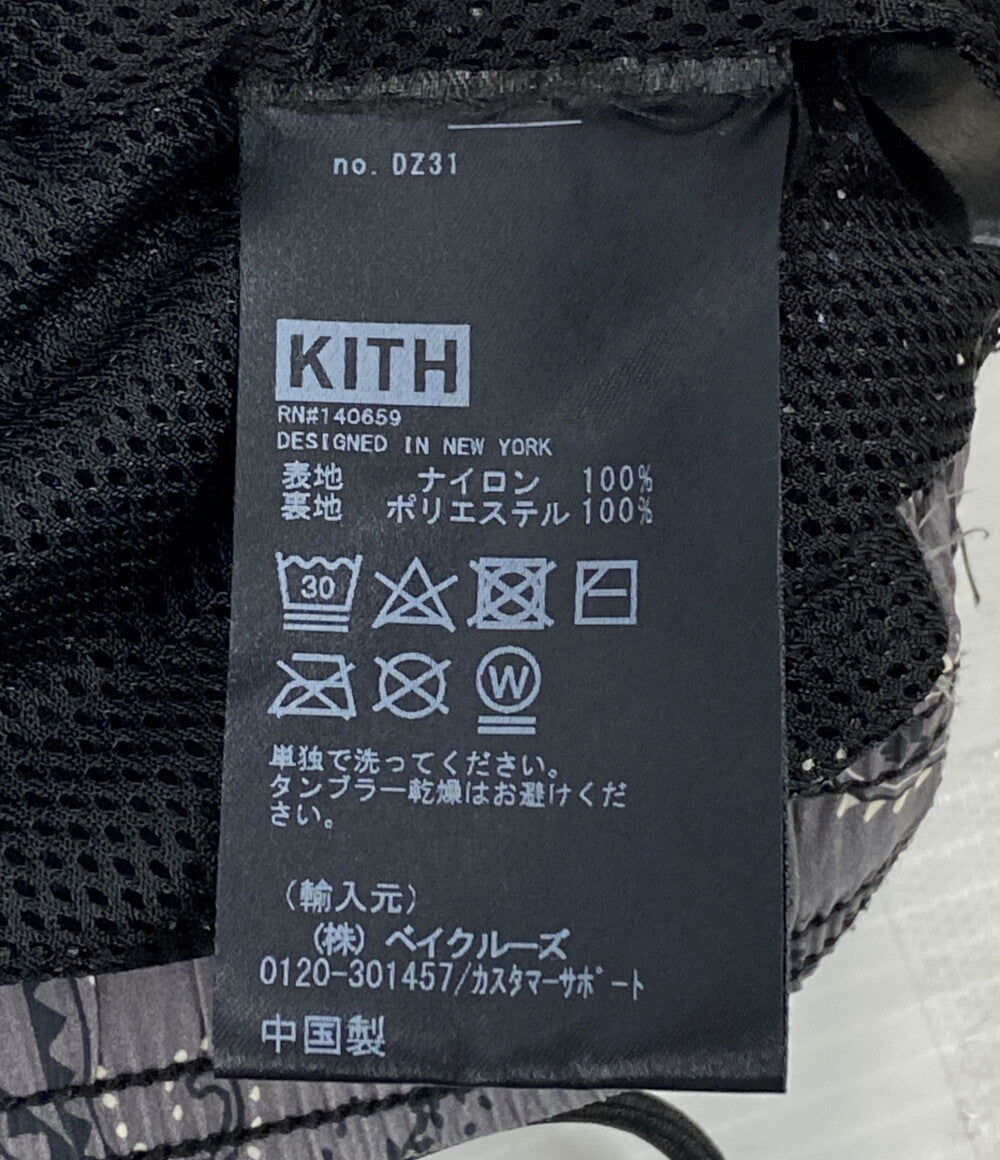 no. DZ31
KITH
RN#140659
DESIGNED IN NEW YORK
表地 ナイロン 100%
裏地 ポリエステル 100%
30
W
単独で洗ってください。
タンブラー乾燥はお避けくだ
さい。
(輸入元)
(株) ベイクルーズ
0120-301457/カスタマーサポート
中国製